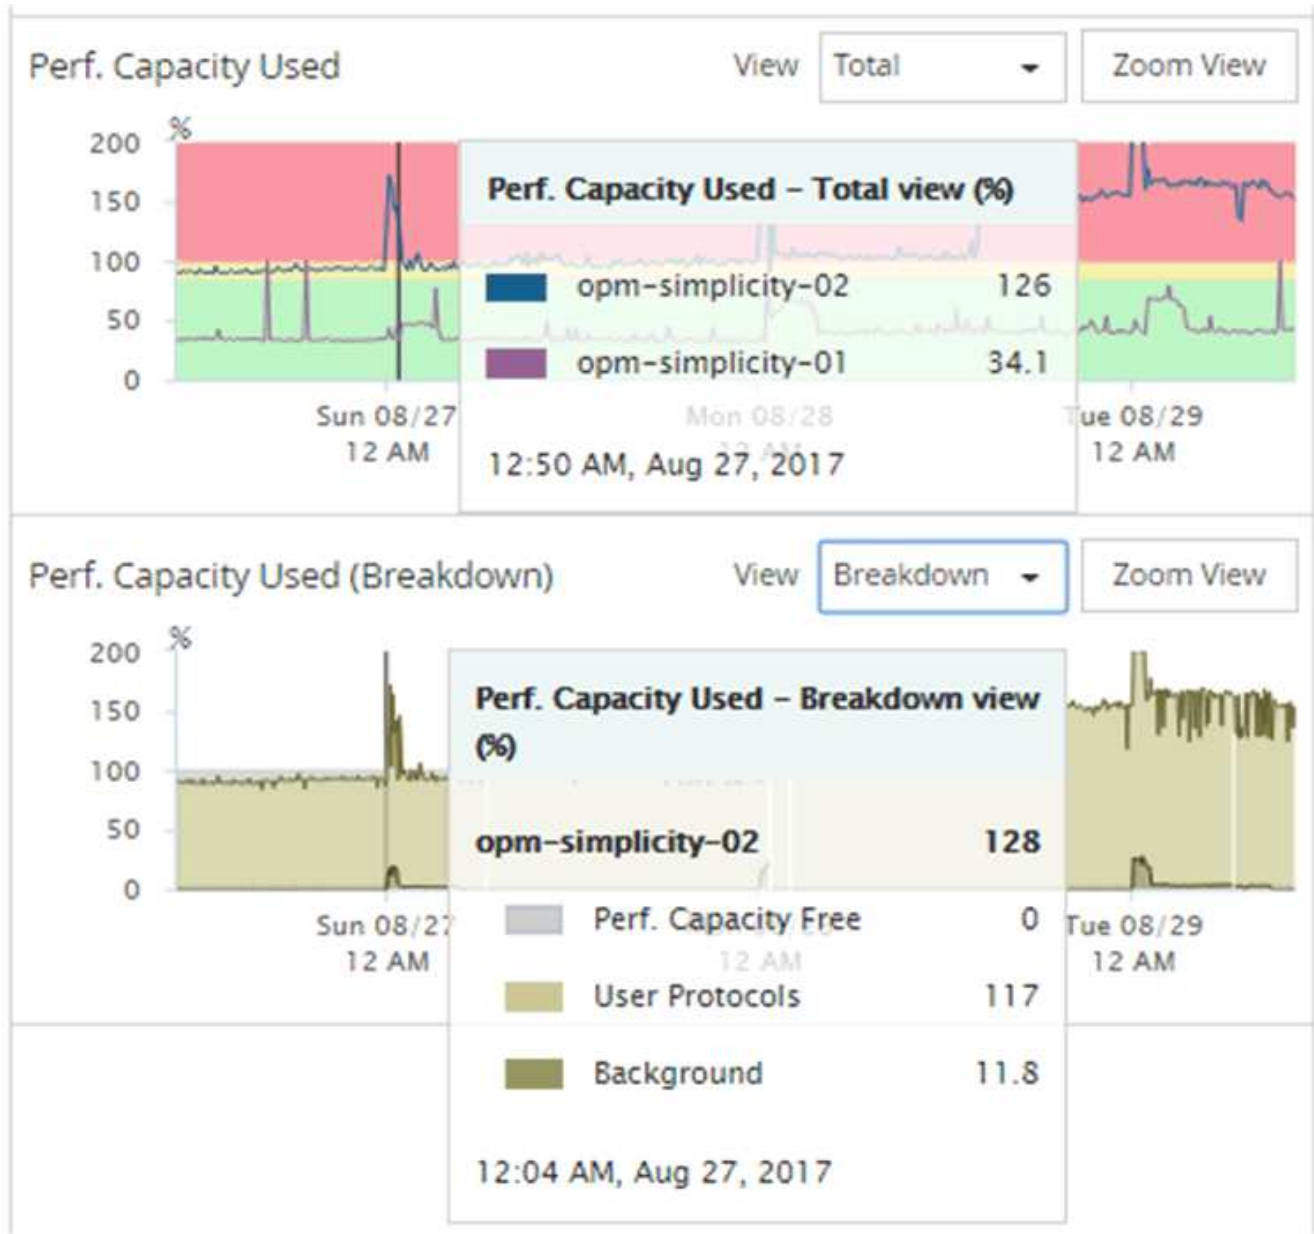 Perf. Capacity Used View Total Zoom View
%
200
150
100
50
0
Perf. Capacity Used - Total view (%)
opm-simplicity-02 126
opm-simplicity-01 34.1
12:50 AM, Aug 27, 2017
Sun 08/27 Mon 08/28 Tue 08/29
12 AM 12 AM 12 AM
Perf. Capacity Used (Breakdown) View Breakdown Zoom View
%
200
150
100
50
0
Perf. Capacity Used - Breakdown view
(%)
opm-simplicity-02 128
Perf. Capacity Free 0
User Protocols 117
Background 11.8
12:04 AM, Aug 27, 2017
Sun 08/27 Tue 08/29
12 AM 12 AM 12 AM